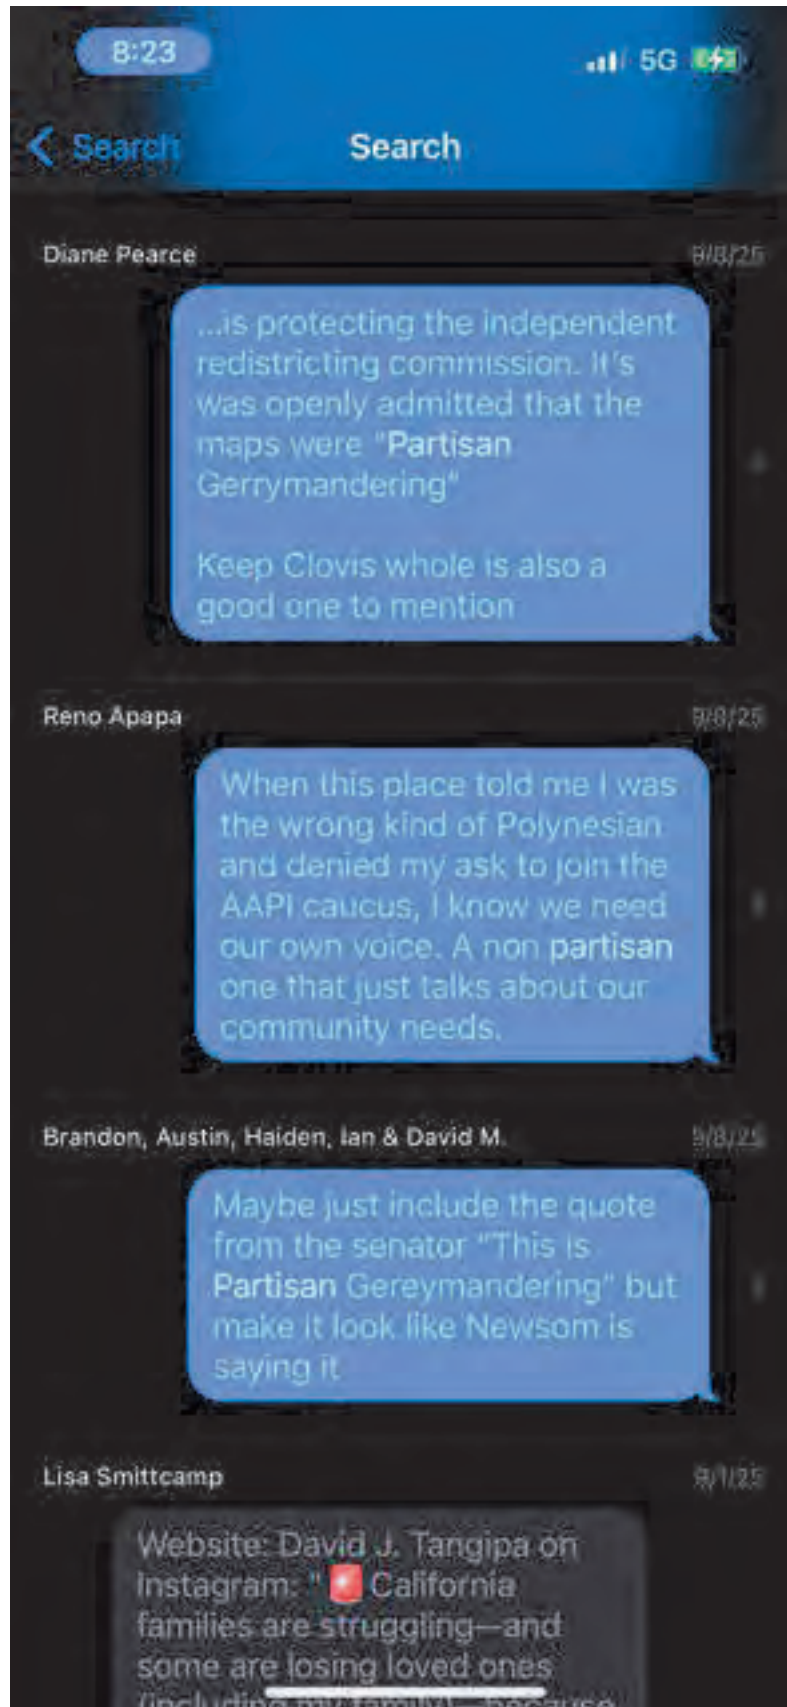 8:23
5G
Search
Search
Diane Pearce
9/8/25
...is protecting the independent
redistricting commission. It's
was openly admitted that the
maps were "Partisan
Gerrymandering"
Keep Clovis whole is also a
good one to mention
Reno Apapa
9/8/25
When this place told me I was
the wrong kind of Polynesian
and denied my ask to join the
AAPI caucus, I know we need
our own voice. A non partisan
one that just talks about our
community needs.
Brandon, Austin, Haiden, Ian & David M.
9/8/25
Maybe just include the quote
from the senator "This is
Partisan Gereymandering" but
make it look like Newsom is
saying it
Lisa Smittcamp
9/1/25
Website: David J. Tangipa on
Instagram: "🚨 California
families are struggling—and
some are losing loved ones
(including my family)—because